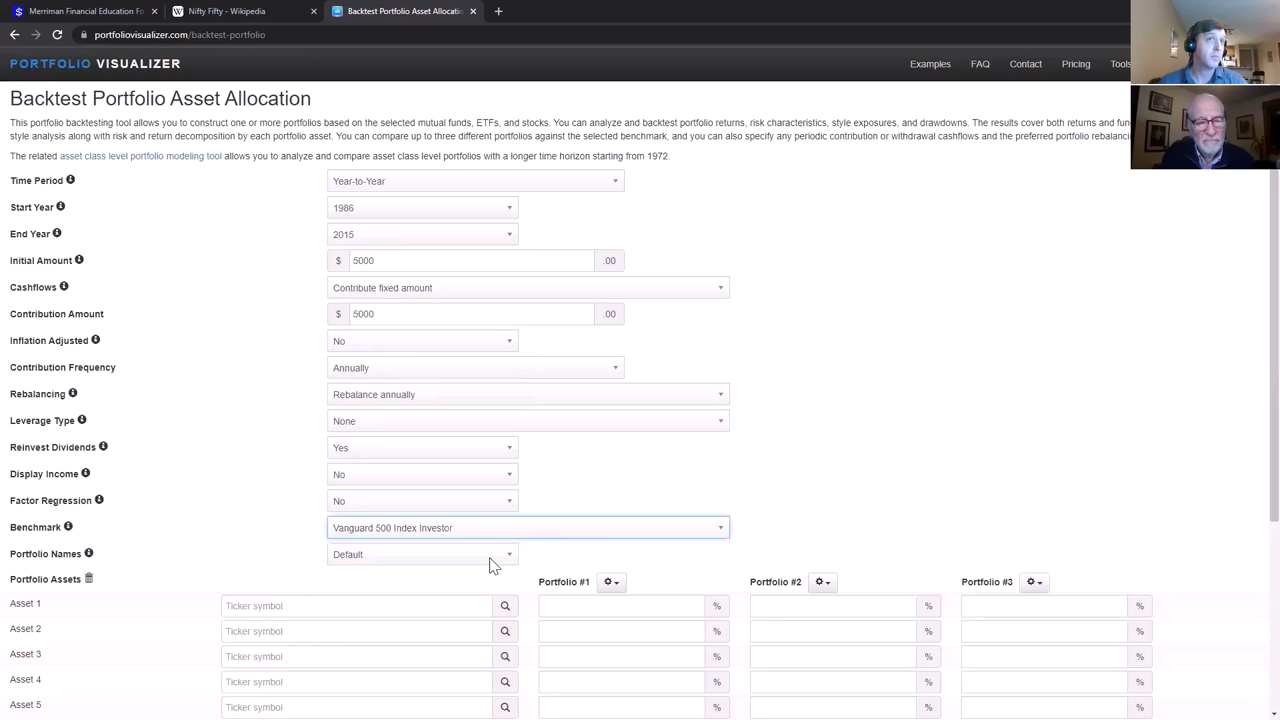 Merriman Financial Education Fo
Nifty Fifty - Wikipedia
Backtest Portfolio Asset Allocation
portfoliovisualizer.com/backtest-portfolio
PORTFOLIO VISUALIZER
Examples
FAQ
Contact
Pricing
Tools
Backtest Portfolio Asset Allocation
This portfolio backtesting tool allows you to construct one or more portfolios based on the selected mutual funds, ETFs, and stocks. You can analyze and backtest portfolio returns, risk characteristics, style exposures, and drawdowns. The results cover both returns and fun
style analysis along with risk and return decomposition by each portfolio asset. You can compare up to three different portfolios against the selected benchmark, and you can also specify any periodic contribution or withdrawal cashflows and the preferred portfolio rebalanci
The related asset class level portfolio modeling tool allows you to analyze and compare asset class level portfolios with a longer time horizon starting from 1972.
Time Period Year-to-Year
Start Year 1986
End Year 2015
Initial Amount $ 5000 .00
Cashflows Contribute fixed amount
Contribution Amount $ 5000 .00
Inflation Adjusted No
Contribution Frequency Annually
Rebalancing Rebalance annually
Leverage Type None
Reinvest Dividends Yes
Display Income No
Factor Regression No
Benchmark Vanguard 500 Index Investor
Portfolio Names Default
Portfolio Assets Portfolio #1 Portfolio #2 Portfolio #3
Asset 1 Ticker symbol % % %
Asset 2 Ticker symbol % % %
Asset 3 Ticker symbol % % %
Asset 4 Ticker symbol % % %
Asset 5 Ticker symbol % % %